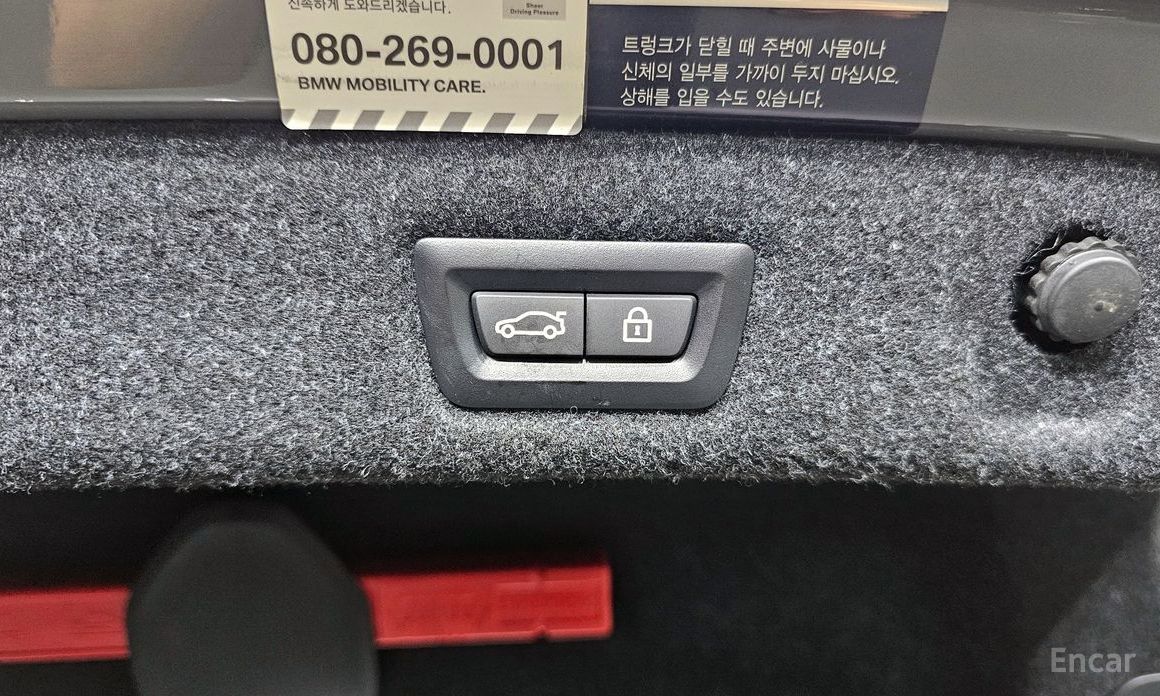 신속하게 도와드리겠습니다.
Sheer
Driving Pleasure
080-269-0001
BMW MOBILITY CARE.
트렁크가 닫힐 때 주변에 사물이나
신체의 일부를 가까이 두지 마십시오.
상해를 입을 수도 있습니다.
Encar